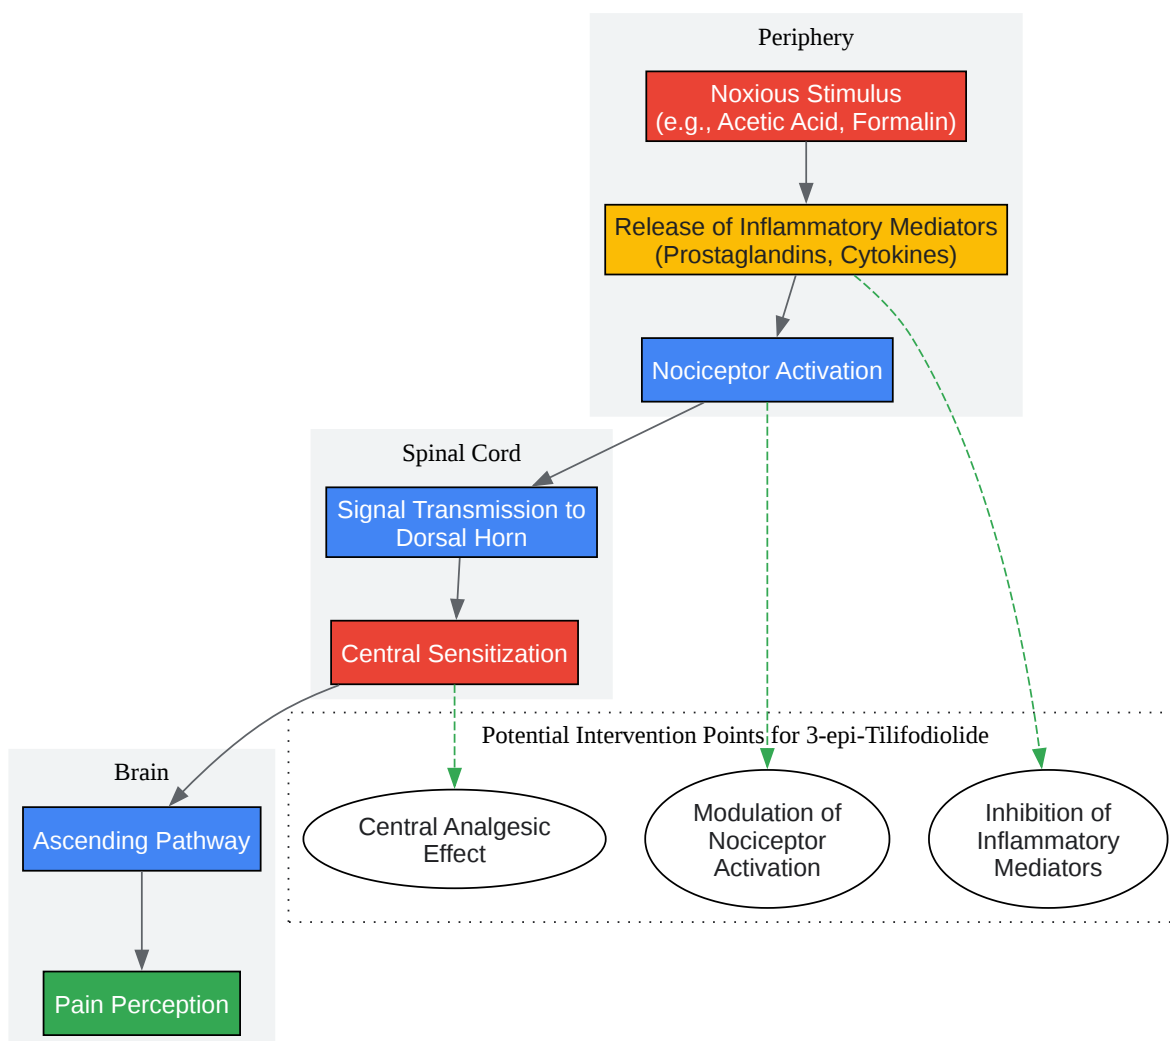 Periphery
Noxious Stimulus
(e.g., Acetic Acid, Formalin)
Release of Inflammatory Mediators
(Prostaglandins, Cytokines)
Nociceptor Activation
Spinal Cord
Signal Transmission to
Dorsal Horn
Central Sensitization
Potential Intervention Points for 3-epi-Tilifodiolide
Central Analgesic
Effect
Modulation of
Nociceptor
Activation
Inhibition of
Inflammatory
Mediators
Brain
Ascending Pathway
Pain Perception